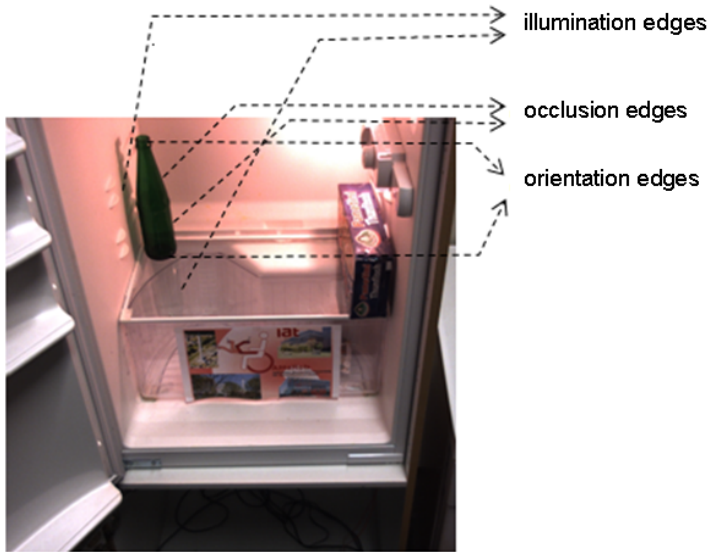 illumination edges
occlusion edges
orientation edges
iat